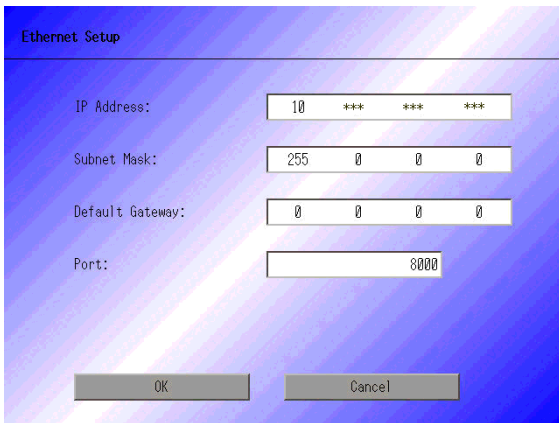 Ethernet Setup
IP Address: 10 *** *** ***
Subnet Mask: 255 0 0 0
Default Gateway: 0 0 0 0
Port: 8000
OK Cancel